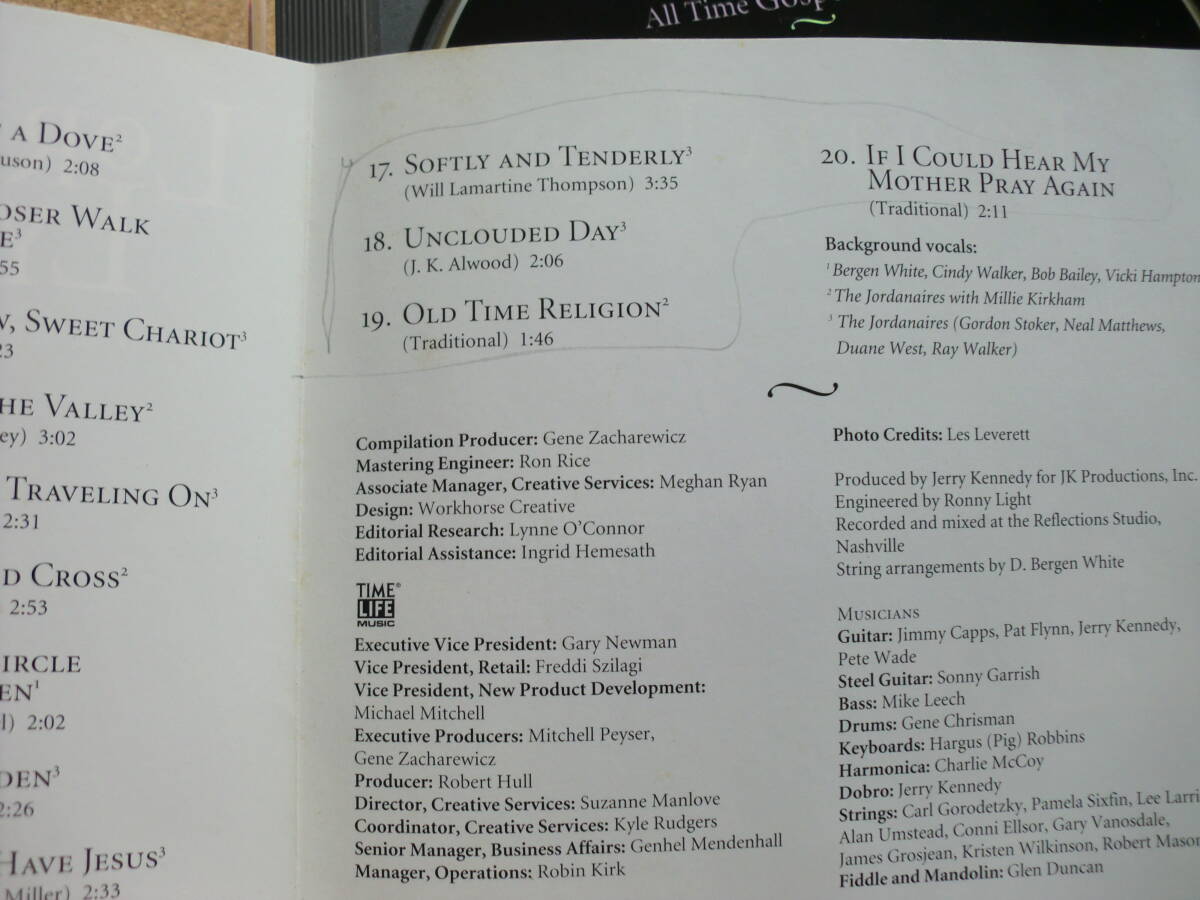 All Time
A DOVE²
2:08
WALK
E³
55
, SWEET CHARIOT³
23
HE VALLEY²
ey) 3:02
TRAVELING ON³
2:31
D CROSS²
2:53
IRCLE
EN¹
l) 2:02
DEN³
2:26
HAVE JESUS³
Miller) 2:33
17. SOFTLY AND TENDERLY³
(Will Lamartine Thompson) 3:35
18. UNCLOUDED DAY³
(J. K. Alwood) 2:06
19. OLD TIME RELIGION²
(Traditional) 1:46
Compilation Producer: Gene Zacharewicz
Mastering Engineer: Ron Rice
Associate Manager, Creative Services: Meghan Ryan
Design: Workhorse Creative
Editorial Research: Lynne O'Connor
Editorial Assistance: Ingrid Hemesath
TIME®
LIFE
MUSIC
Executive Vice President: Gary Newman
Vice President, Retail: Freddi Szilagi
Vice President, New Product Development:
Michael Mitchell
Executive Producers: Mitchell Peyser,
Gene Zacharewicz
Producer: Robert Hull
Director, Creative Services: Suzanne Manlove
Coordinator, Creative Services: Kyle Rudgers
Senior Manager, Business Affairs: Genhel Mendenhall
Manager, Operations: Robin Kirk
20. IF I COULD HEAR MY
MOTHER PRAY AGAIN
(Traditional) 2:11
Background vocals:
¹ Bergen White, Cindy Walker, Bob Bailey, Vicki Hampton
² The Jordanaires with Millie Kirkham
³ The Jordanaires (Gordon Stoker, Neal Matthews,
Duane West, Ray Walker)
Photo Credits: Les Leverett
Produced by Jerry Kennedy for JK Productions, Inc.
Engineered by Ronny Light
Recorded and mixed at the Reflections Studio,
Nashville
String arrangements by D. Bergen White
MUSICIANS
Guitar: Jimmy Capps, Pat Flynn, Jerry Kennedy,
Pete Wade
Steel Guitar: Sonny Garrish
Bass: Mike Leech
Drums: Gene Chrisman
Keyboards: Hargus (Pig) Robbins
Harmonica: Charlie McCoy
Dobro: Jerry Kennedy
Strings: Carl Gorodetzky, Pamela Sixfin, Lee Larri
Alan Umstead, Conni Ellsor, Gary Vanosdale,
James Grosjean, Kristen Wilkinson, Robert Mason
Fiddle and Mandolin: Glen Duncan